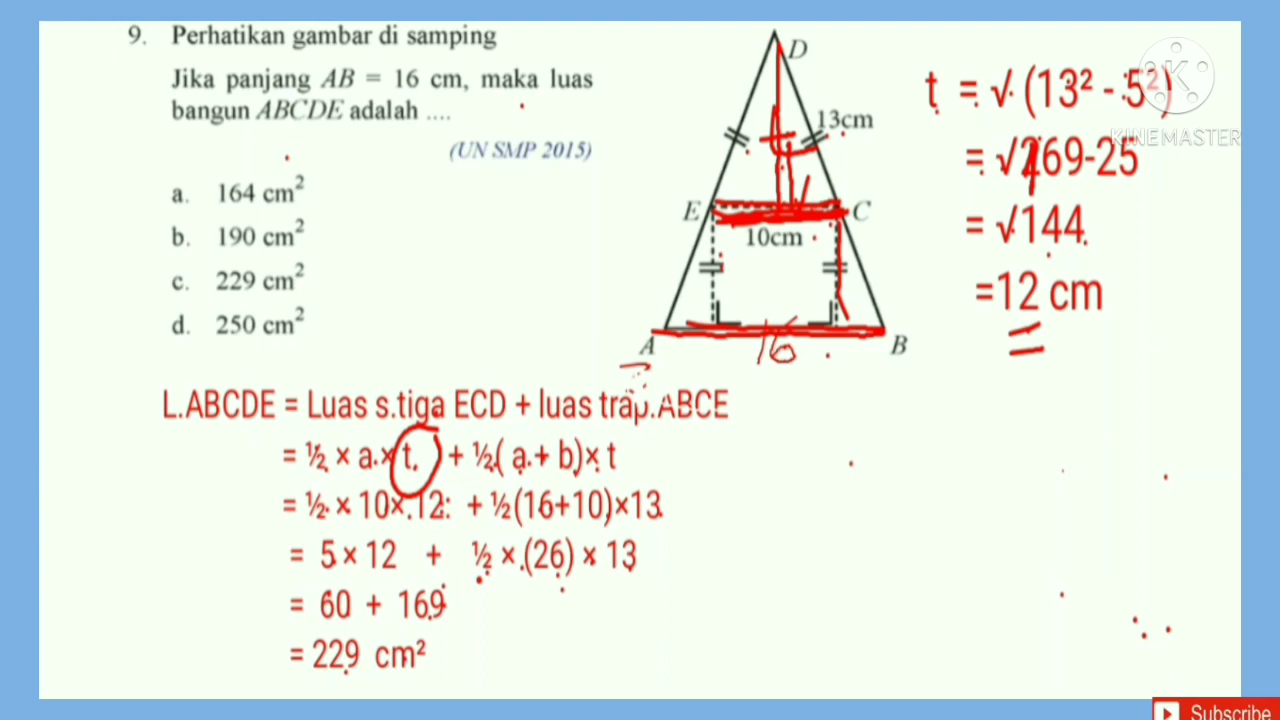 9. Perhatikan gambar di samping
Jika panjang AB = 16 cm, maka luas
bangun ABCDE adalah ....
(UN SMP 2015)
a. 164 cm²
b. 190 cm²
c. 229 cm²
d. 250 cm²
D
13cm
E
C
10cm
16
A
B
t = √ (13² - 5²)
= √169-25
= √144
=12 cm
KINEMASTER
L.ABCDE = Luas s.tiga ECD + luas trap.ABCE
= ½ × a × t + ½ ( a + b) × t
= ½ × 10× 12 + ½(16+10)×13
= 5 × 12 + ½ × (26) × 13
= 60 + 169
= 229 cm²
Subscribe